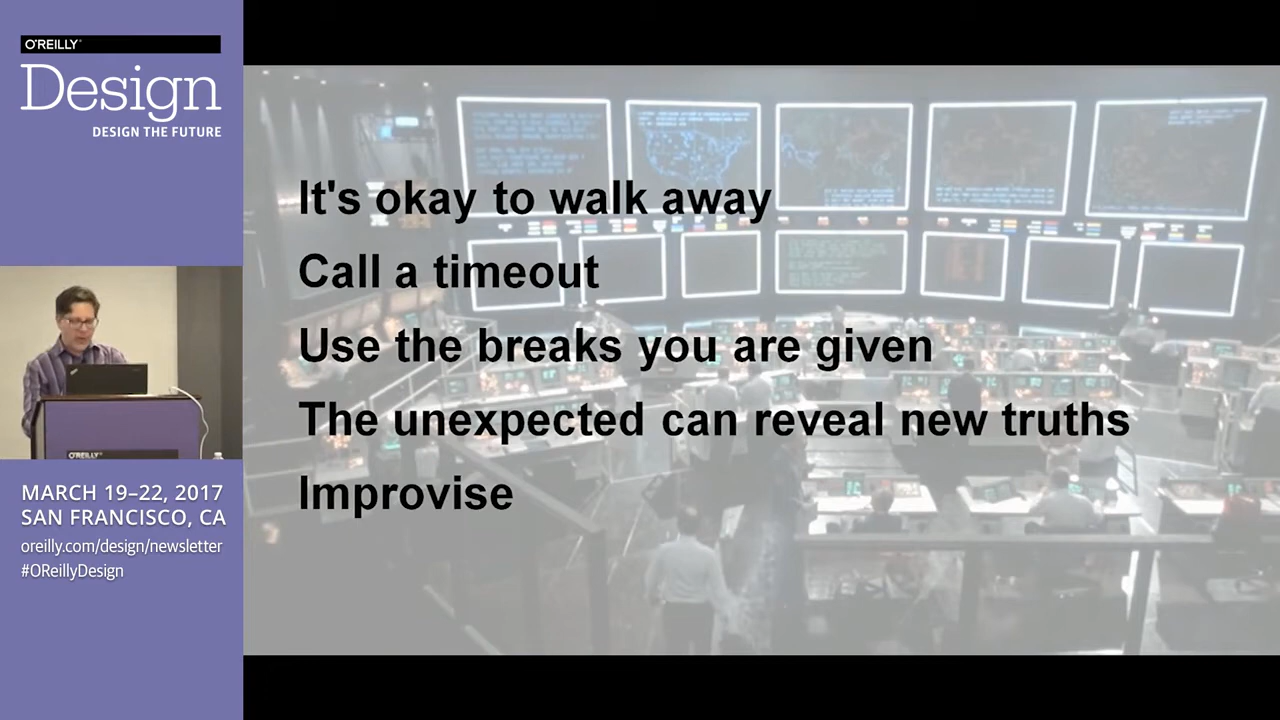 O'REILLY®
Design
DESIGN THE FUTURE
It's okay to walk away
Call a timeout
Use the breaks you are given
The unexpected can reveal new truths
Improvise
O'REILLY
MARCH 19–22, 2017
SAN FRANCISCO, CA
oreilly.com/design/newsletter
#OReillyDesign